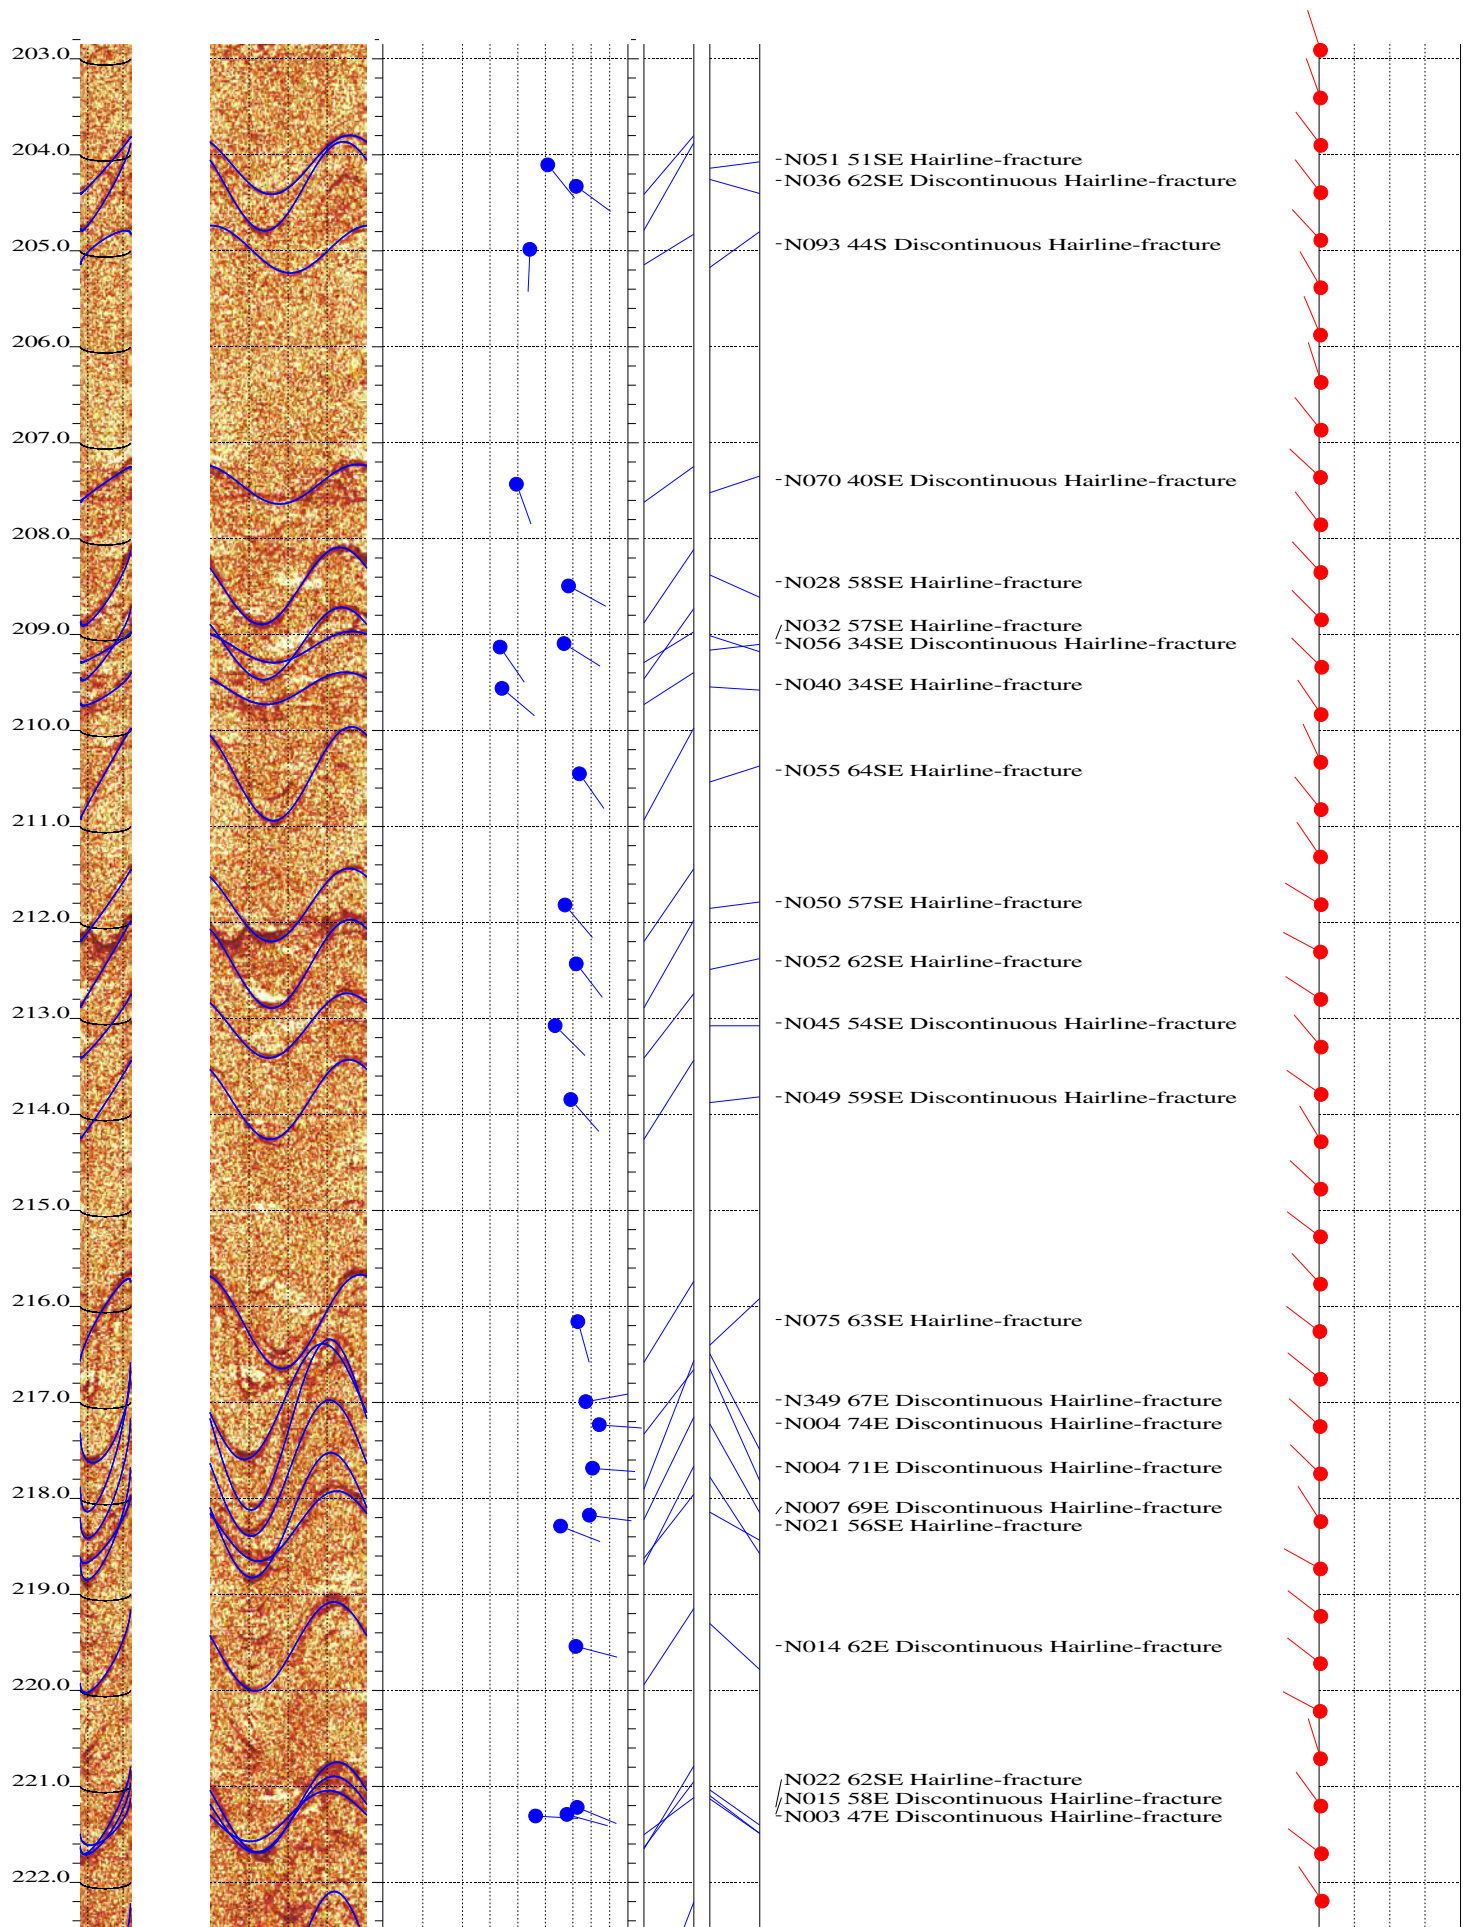 203.0
204.0
-N051 51SE Hairline-fracture
-N036 62SE Discontinuous Hairline-fracture
205.0
-N093 44S Discontinuous Hairline-fracture
206.0
207.0
-N070 40SE Discontinuous Hairline-fracture
208.0
-N028 58SE Hairline-fracture
209.0
N032 57SE Hairline-fracture
-N056 34SE Discontinuous Hairline-fracture
-N040 34SE Hairline-fracture
210.0
-N055 64SE Hairline-fracture
211.0
-N050 57SE Hairline-fracture
212.0
-N052 62SE Hairline-fracture
213.0
-N045 54SE Discontinuous Hairline-fracture
-N049 59SE Discontinuous Hairline-fracture
214.0
215.0
216.0
-N075 63SE Hairline-fracture
217.0
-N349 67E Discontinuous Hairline-fracture
-N004 74E Discontinuous Hairline-fracture
-N004 71E Discontinuous Hairline-fracture
218.0
N007 69E Discontinuous Hairline-fracture
-N021 56SE Hairline-fracture
219.0
-N014 62E Discontinuous Hairline-fracture
220.0
221.0
N022 62SE Hairline-fracture
N015 58E Discontinuous Hairline-fracture
-N003 47E Discontinuous Hairline-fracture
222.0